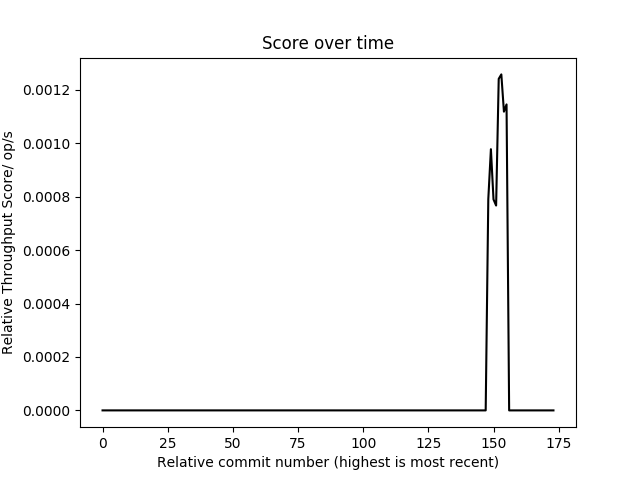 Score over time
Relative Throughput Score/ op/s
0.0012
0.0010
0.0008
0.0006
0.0004
0.0002
0.0000
0 25 50 75 100 125 150 175
Relative commit number (highest is most recent)